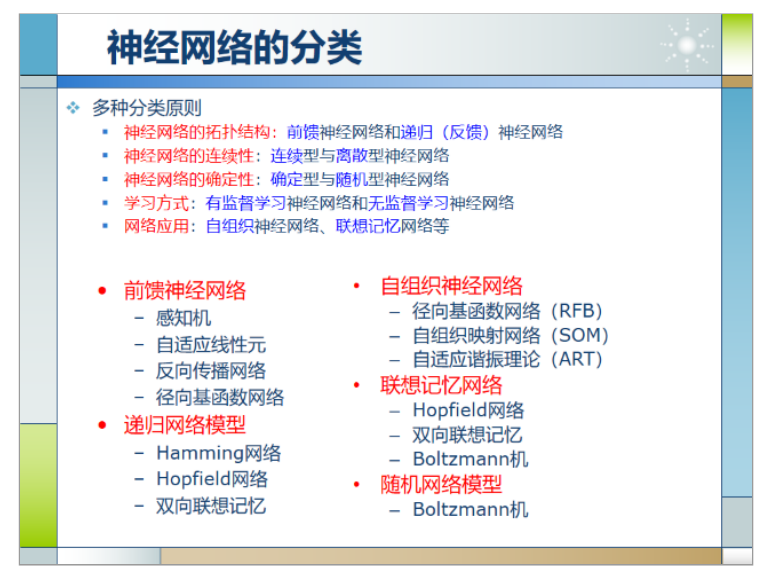 神经网络的分类
多种分类原则
神经网络的拓扑结构：前馈神经网络和递归（反馈）神经网络
神经网络的连续性：连续型与离散型神经网络
神经网络的确定性：确定型与随机型神经网络
学习方式：有监督学习神经网络和无监督学习神经网络
网络应用：自组织神经网络、联想记忆网络等
前馈神经网络
– 感知机
– 自适应线性元
– 反向传播网络
– 径向基函数网络
递归网络模型
– Hamming网络
– Hopfield网络
– 双向联想记忆
自组织神经网络
– 径向基函数网络（RFB）
– 自组织映射网络（SOM）
– 自适应谐振理论（ART）
联想记忆网络
– Hopfield网络
– 双向联想记忆
– Boltzmann机
随机网络模型
– Boltzmann机